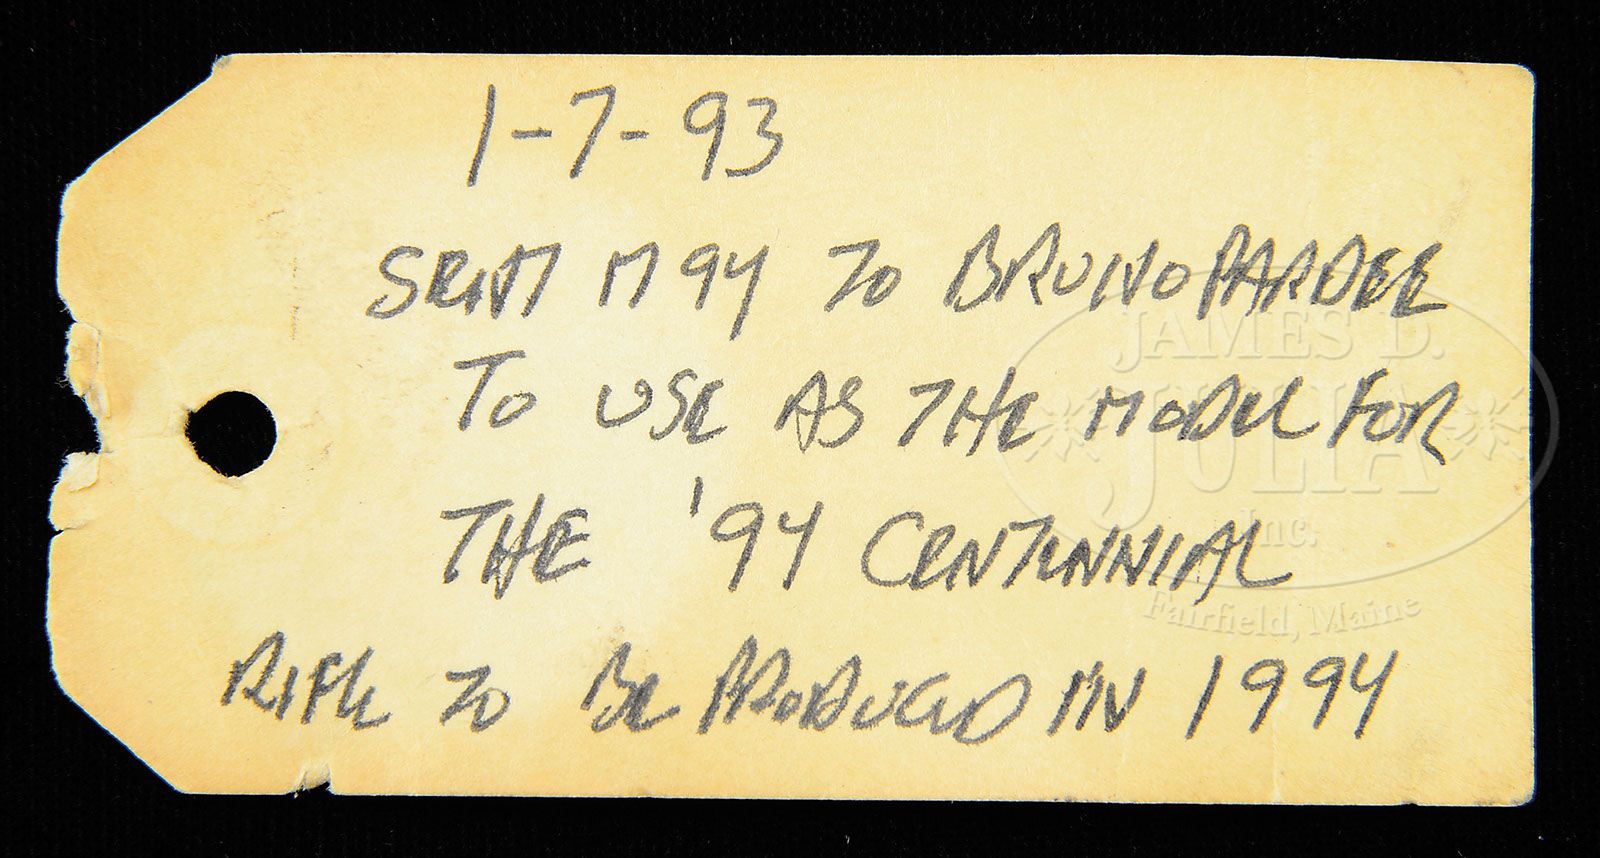 1-7-93
SENT M94 TO BRUNO PARDEE
TO USE AS THE MODEL FOR
THE '94 CENTENNIAL
RIFLE TO BE PRODUCED IN 1994
JAMES D.
JULIA
Inc.
Fairfield, Maine